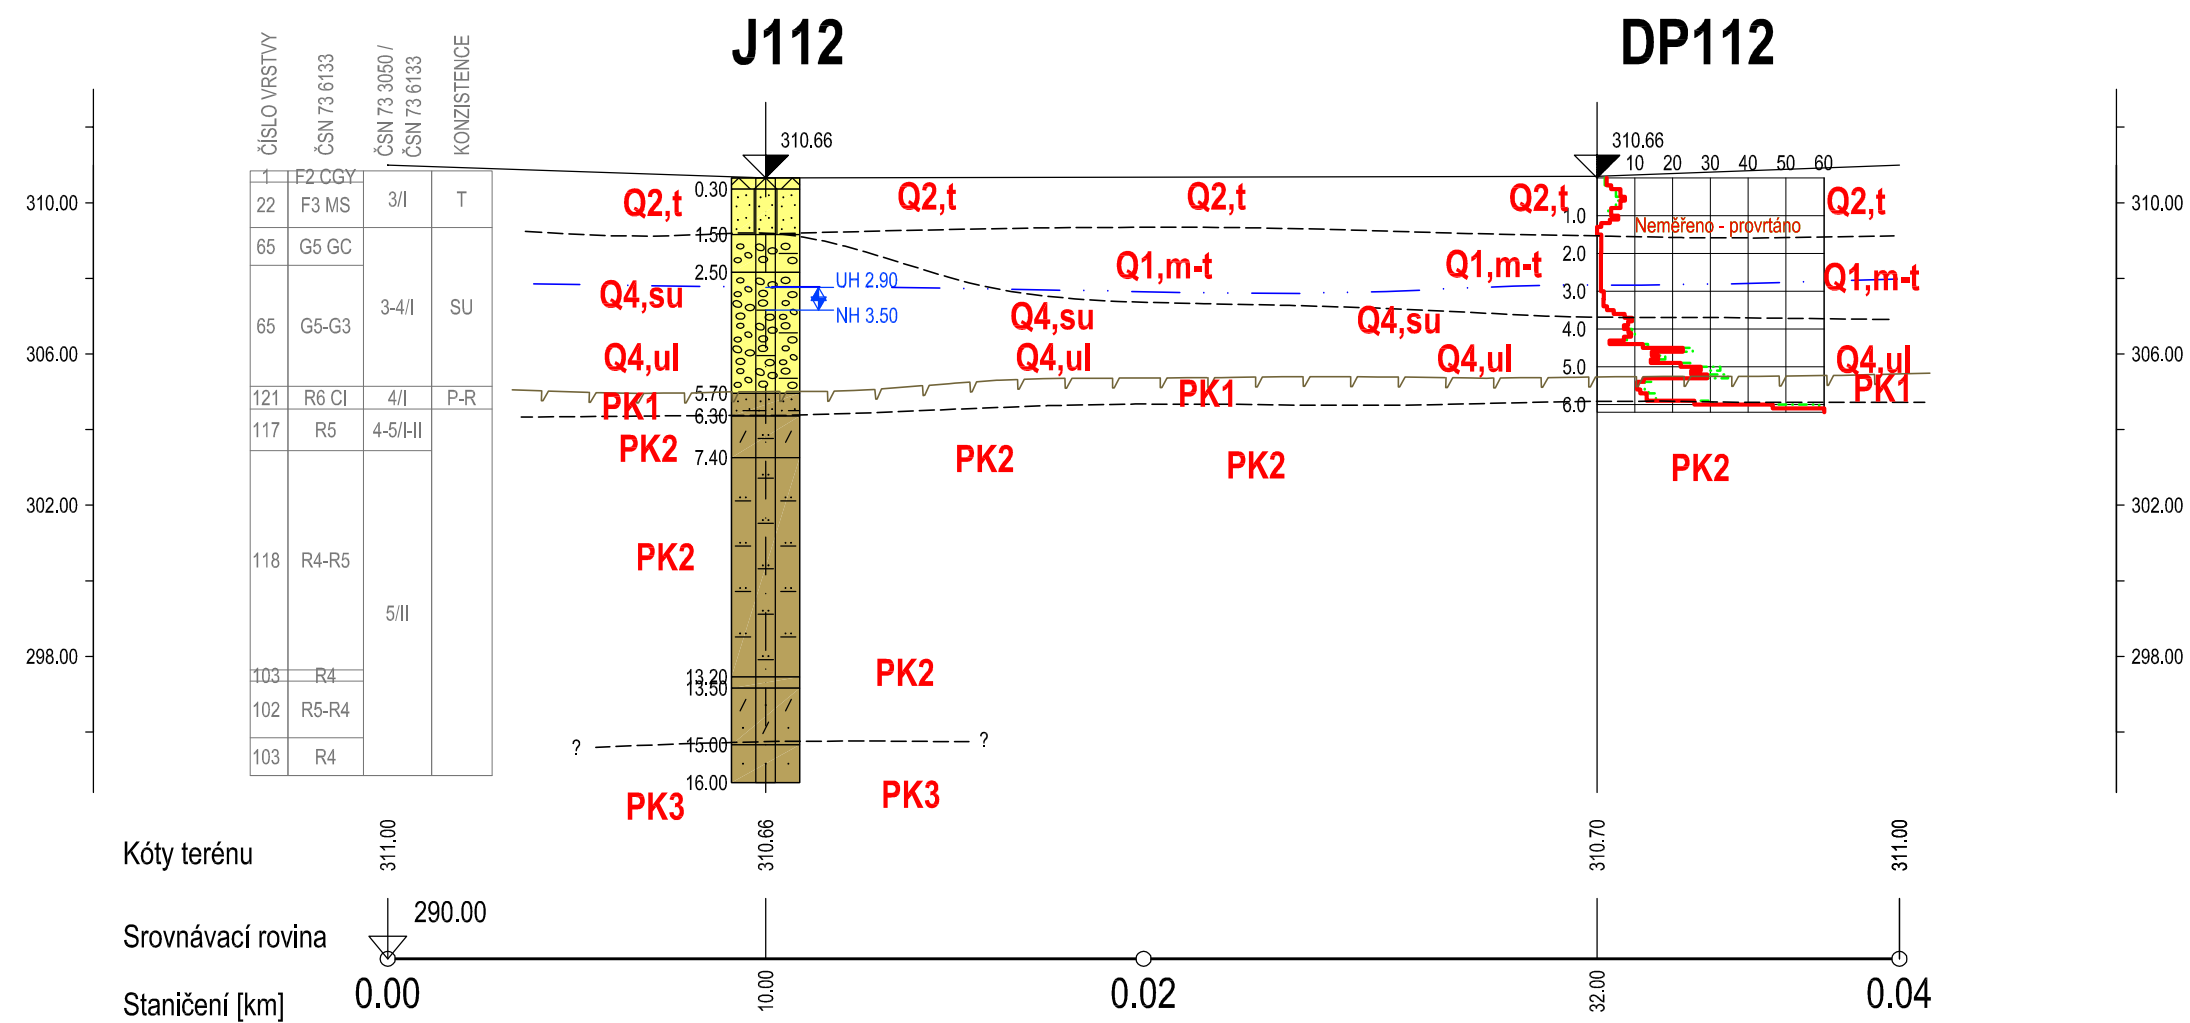 J112
DP112
ČÍSLO VRSTVY
ČSN 73 6133
ČSN 73 3050 /
ČSN 73 6133
KONZISTENCE
310.66
310.66
10 20 30 40 50 60
1 F2 CGY
22 F3 MS 3/I T
65 G5 GC
65 G5-G3 3-4/I SU
121 R6 CI 4/I P-R
117 R5 4-5/I-II
118 R4-R5
5/II
103 R4
102 R5-R4
103 R4
310.00
306.00
302.00
298.00
310.00
306.00
302.00
298.00
0.30
1.50
2.50
5.70
6.30
7.40
13.20
13.50
15.00
16.00
UH 2.90
NH 3.50
1.0
2.0
3.0
4.0
5.0
6.0
Neměřeno - provrtáno
Q2,t Q2,t Q2,t Q2,t Q2,t
Q1,m-t Q1,m-t Q1,m-t
Q4,su Q4,su Q4,su
Q4,ul Q4,ul Q4,ul Q4,ul
PK1 PK1 PK1
PK2 PK2 PK2 PK2
PK2
PK2
? ?
PK3 PK3
Kóty terénu 311.00 310.66 310.70 311.00
290.00
Srovnávací rovina
Staničení [km] 0.00 10.00 0.02 32.00 0.04